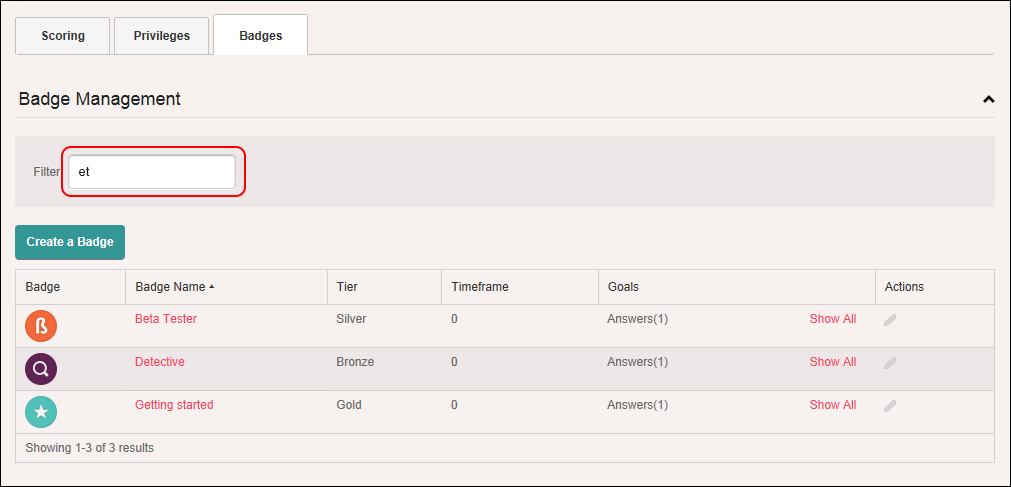 Scoring Privileges Badges
Badge Management
Filter et
Create a Badge
Badge Badge Name Tier Timeframe Goals Actions
ß Beta Tester Silver 0 Answers(1) Show All
Detective Bronze 0 Answers(1) Show All
Getting started Gold 0 Answers(1) Show All
Showing 1-3 of 3 results